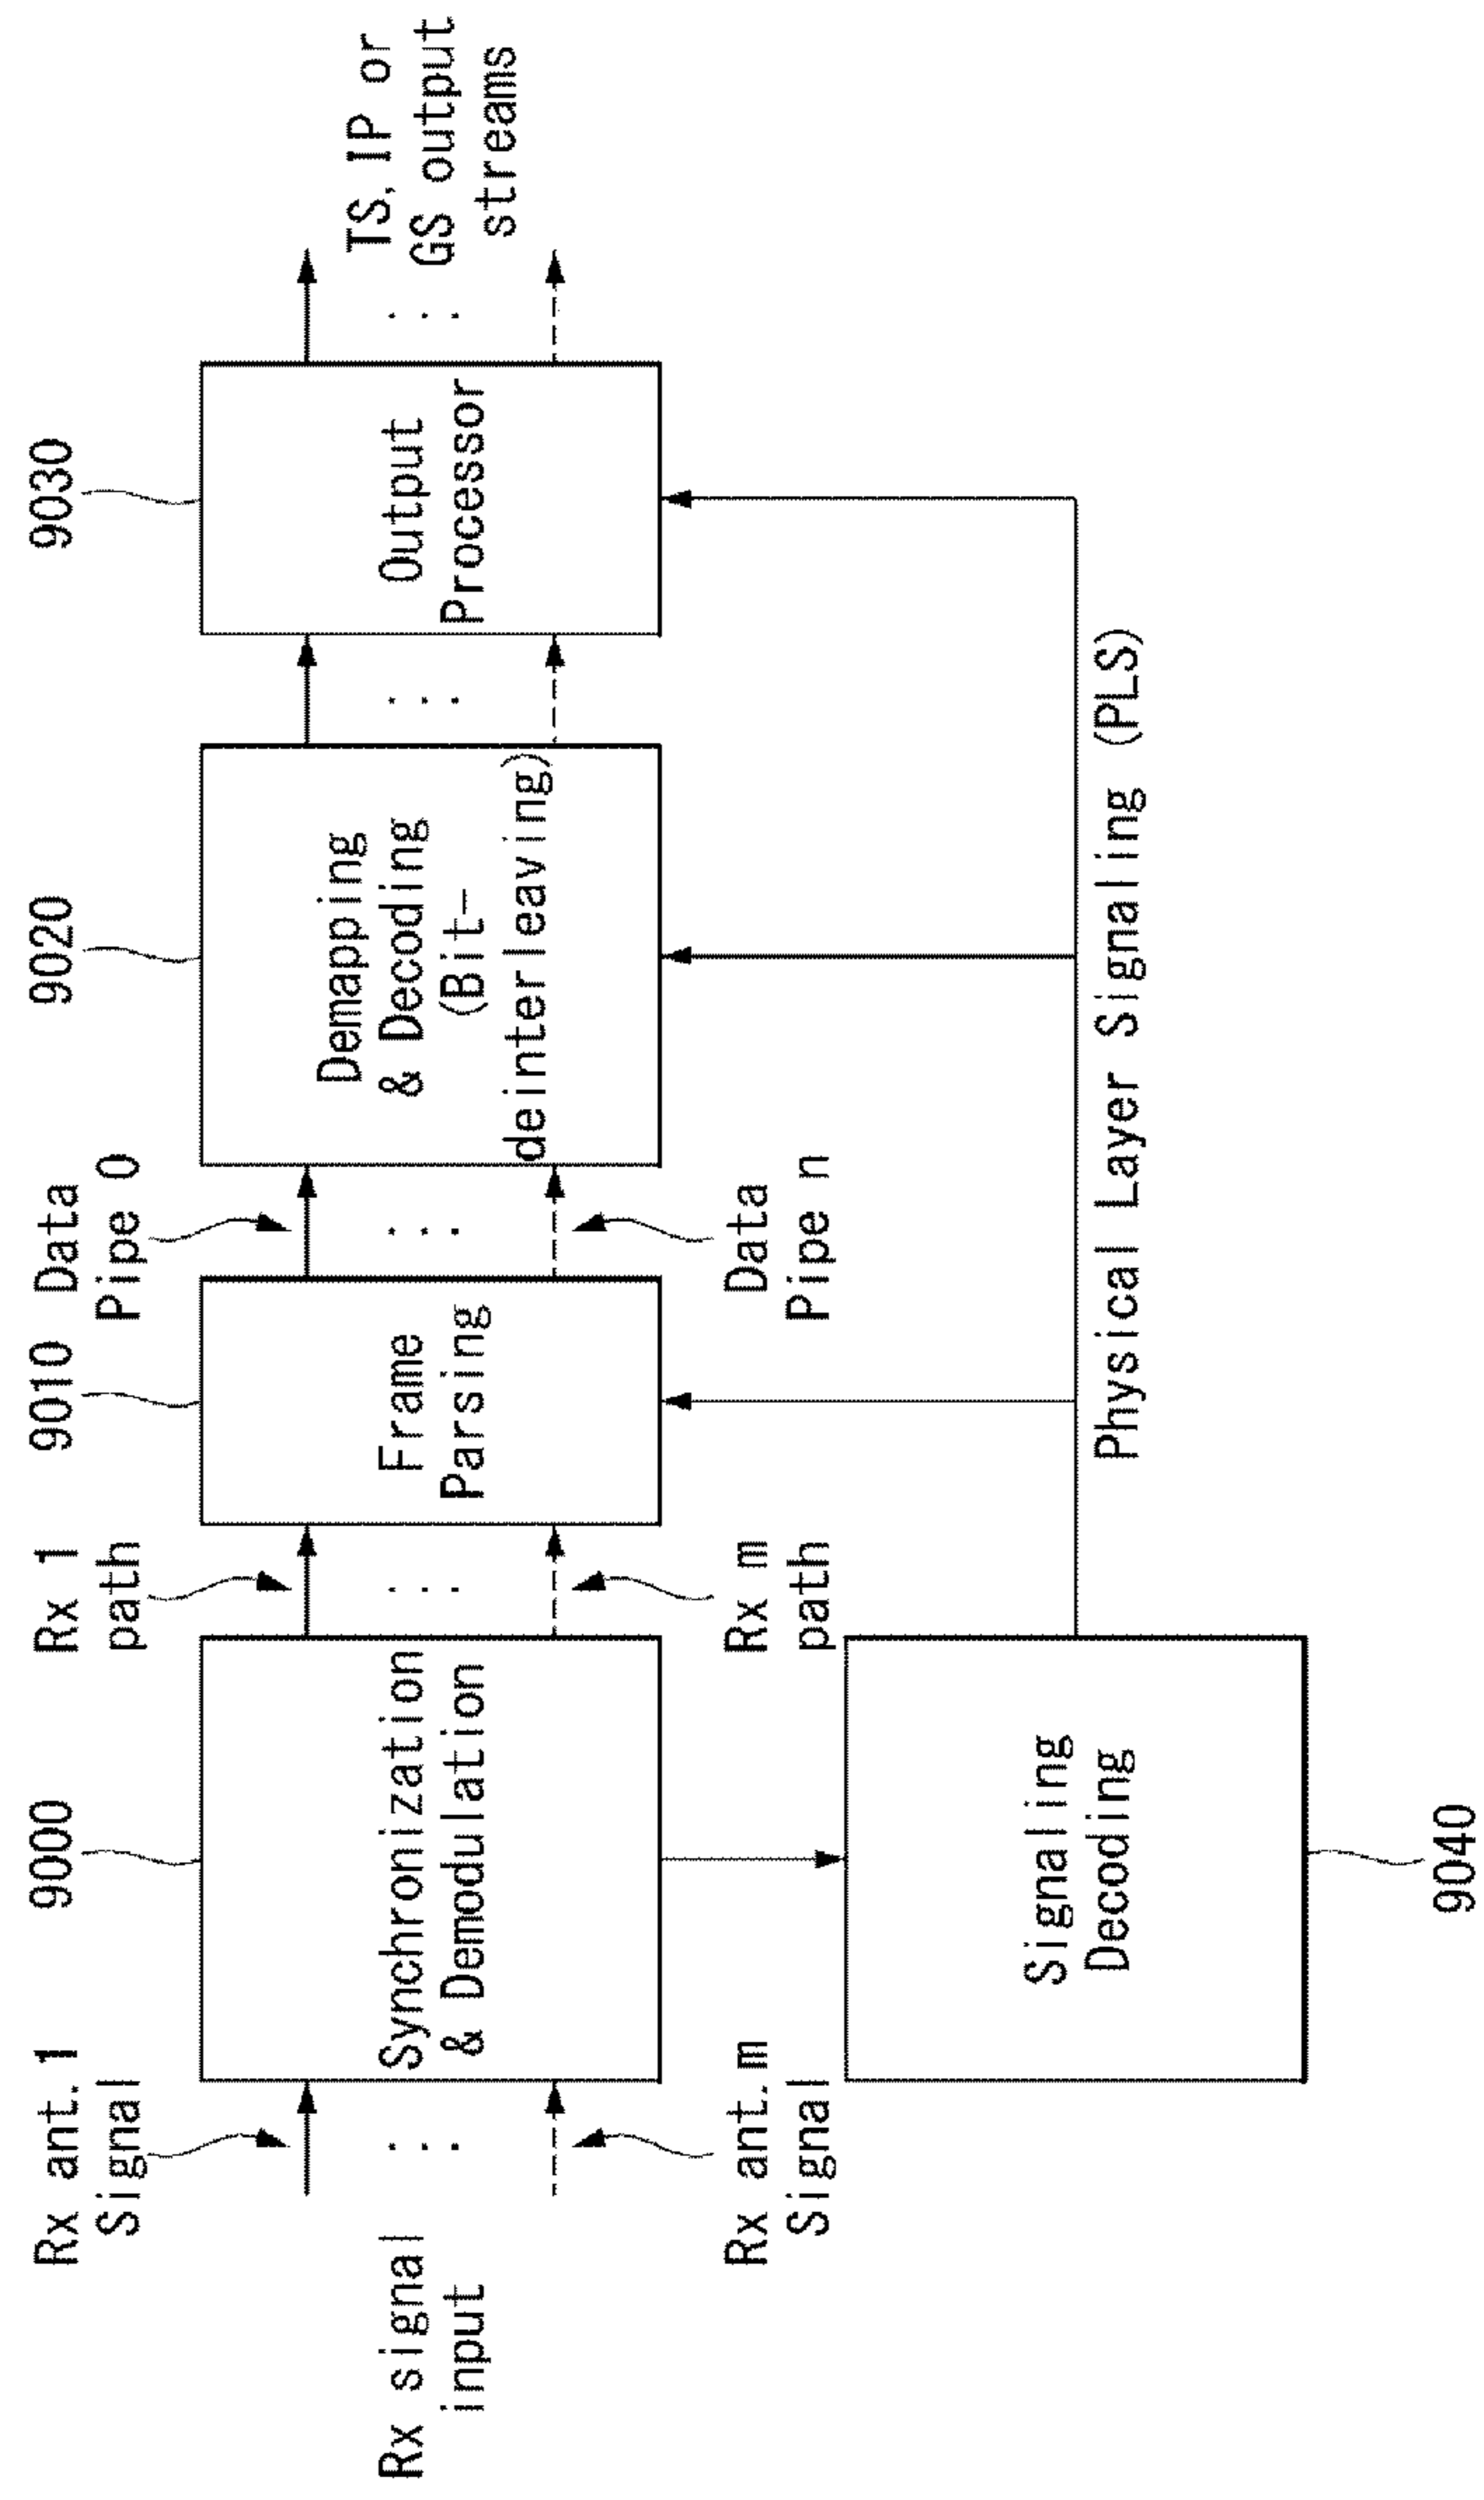 Rx ant.1
Signal
9000
Rx 1
path
9010
Data
Pipe 0
9020
9030
Rx signal
input
Synchronization
& Demodulation
Frame
Parsing
Demapping
& Decoding
(Bit-
deinterleaving)
Output
Processor
TS, IP or
GS output
streams
Rx ant.m
Signal
Rx m
path
Data
Pipe n
Signaling
Decoding
Physical Layer Signaling (PLS)
9040